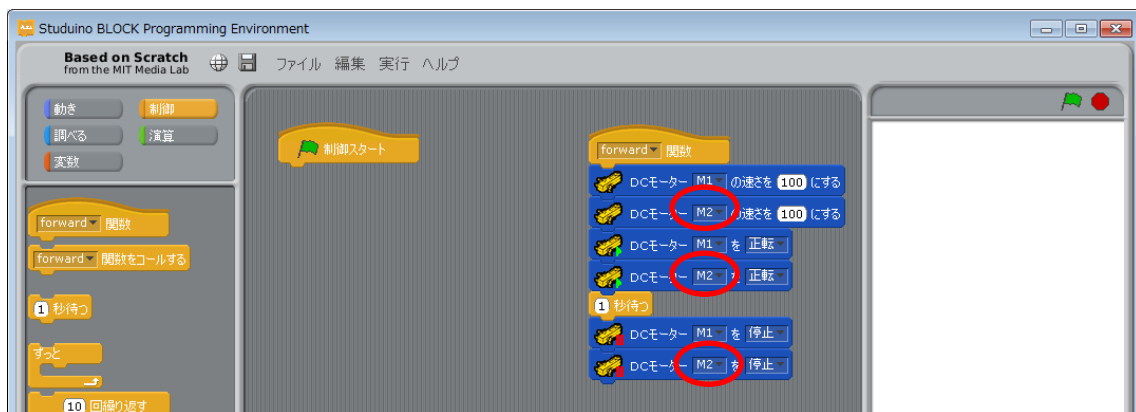 Studuino BLOCK Programming Environment
Based on Scratch
from the MIT Media Lab
ファイル 編集 実行 ヘルプ
動き 制御
調べる 演算
変数
forward 関数
forward 関数をコールする
1 秒待つ
ずっと
10 回繰り返す
制御スタート
forward 関数
DCモーター M1 の速さを 100 にする
DCモーター M2 の速さを 100 にする
DCモーター M1 を 正転
DCモーター M2 を 正転
1 秒待つ
DCモーター M1 を 停止
DCモーター M2 を 停止